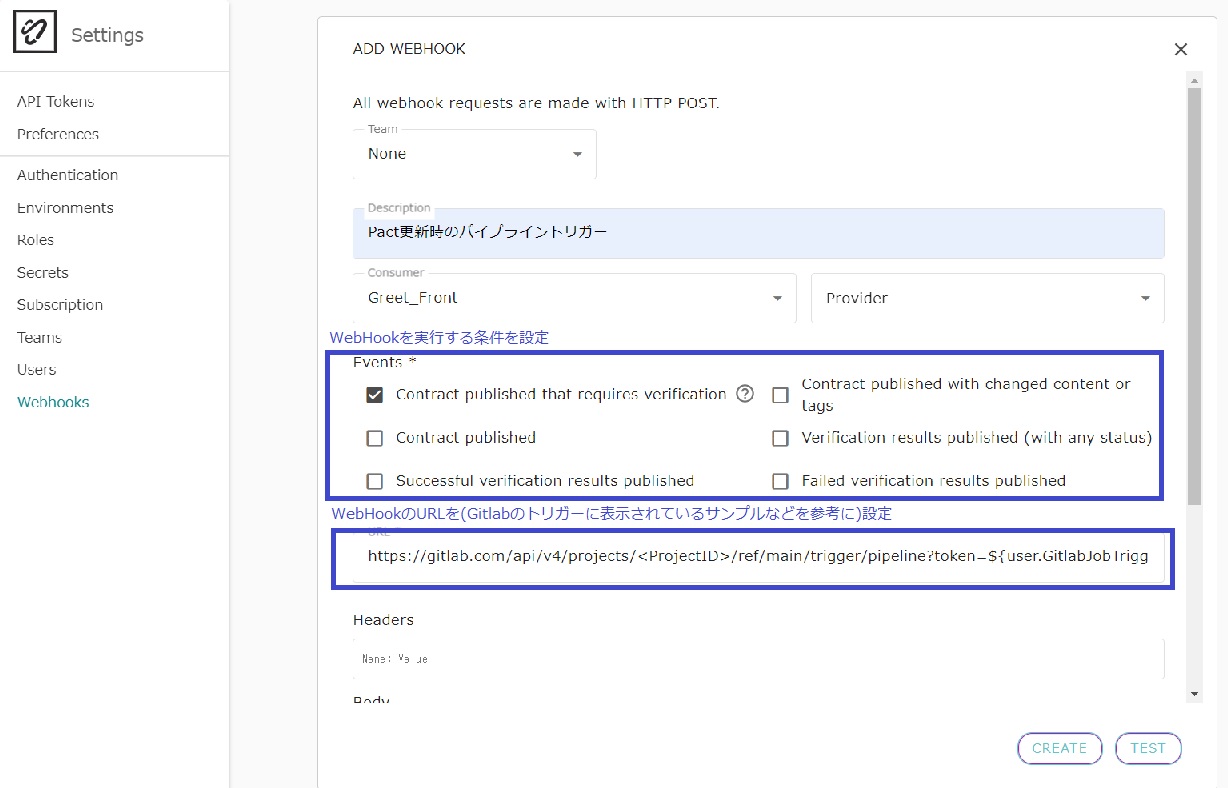 Settings
API Tokens
Preferences
Authentication
Environments
Roles
Secrets
Subscription
Teams
Users
Webhooks
ADD WEBHOOK
All webhook requests are made with HTTP POST.
Team
None
Description
Pact更新時のパイプライントリガー
Consumer
Greet_Front
Provider
WebHookを実行する条件を設定
Events *
Contract published that requires verification
Contract published with changed content or
tags
Contract published
Verification results published (with any status)
Successful verification results published
Failed verification results published
WebHookのURLを(Gitlabのトリガーに表示されているサンプルなどを参考に)設定
URL
https://gitlab.com/api/v4/projects/<ProjectID>/ref/main/trigger/pipeline?token=${user.GitlabJobTrigg
Headers
Name: Value
Body
CREATE
TEST